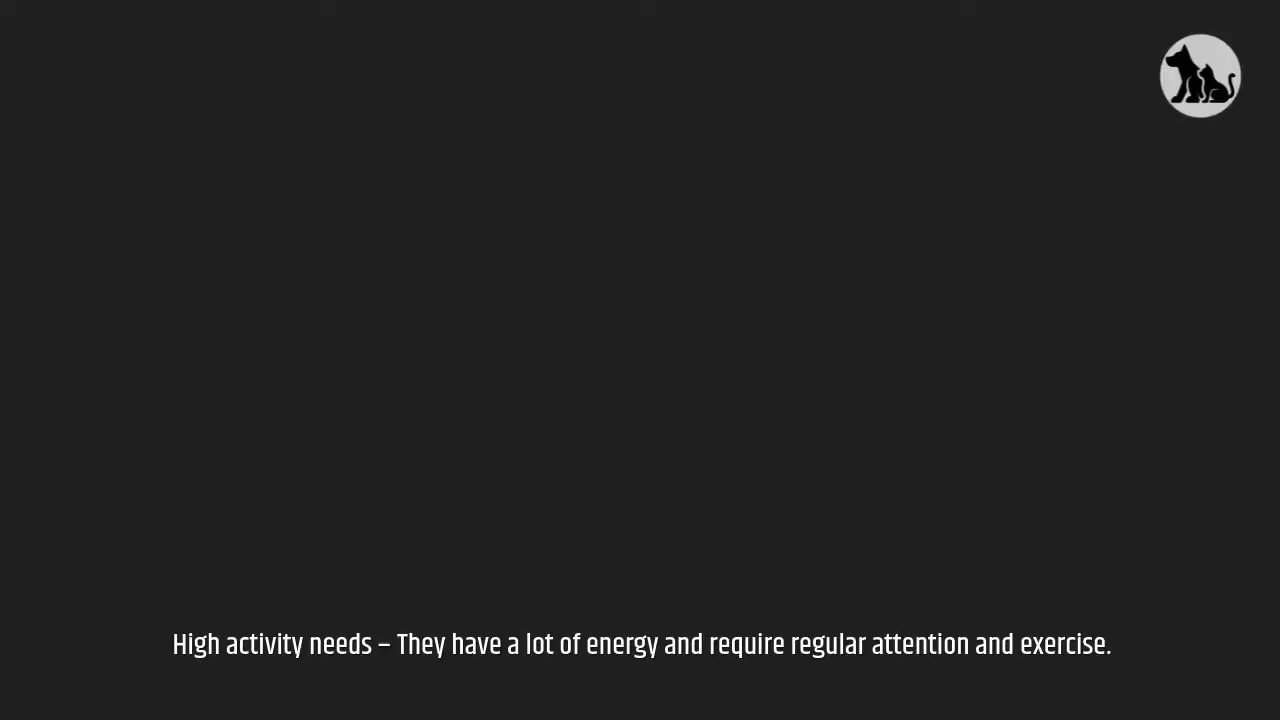 High activity needs – They have a lot of energy and require regular attention and exercise.